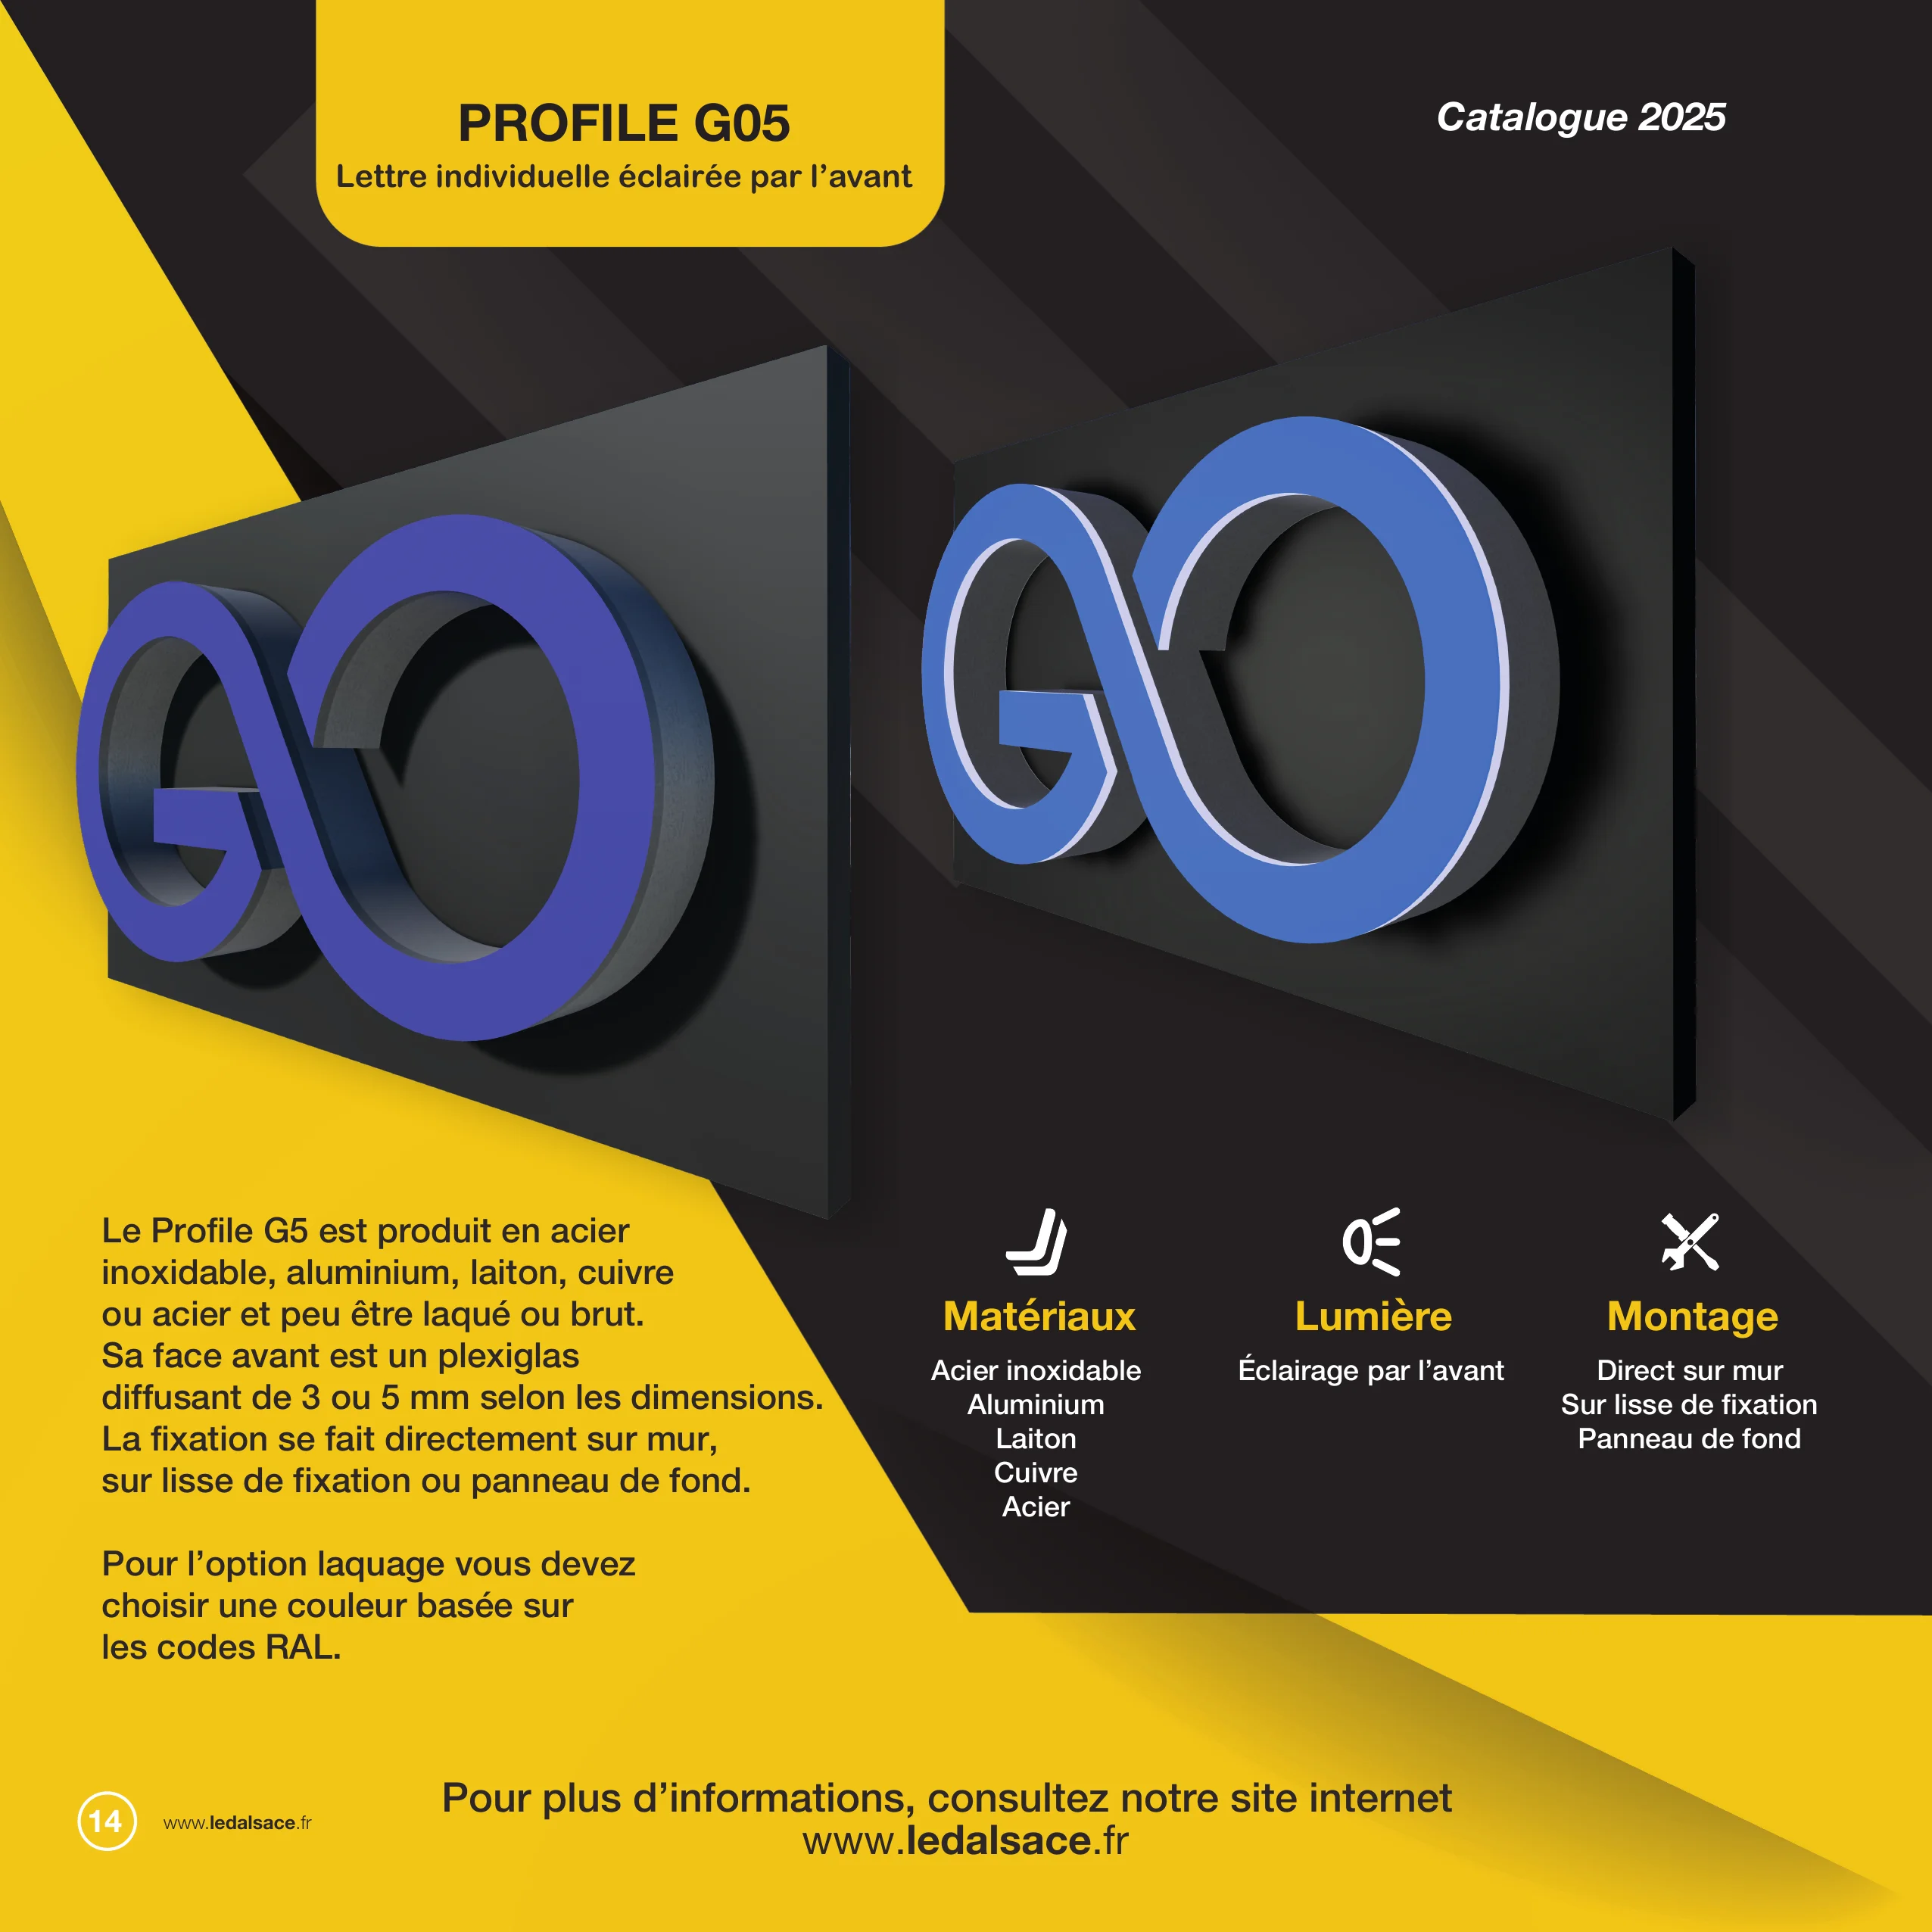 PROFILE G05
Lettre individuelle éclairée par l’avant
Catalogue 2025
GO
GO
Le Profile G5 est produit en acier
inoxidable, aluminium, laiton, cuivre
ou acier et peu être laqué ou brut.
Sa face avant est un plexiglas
diffusant de 3 ou 5 mm selon les dimensions.
La fixation se fait directement sur mur,
sur lisse de fixation ou panneau de fond.
Pour l’option laquage vous devez
choisir une couleur basée sur
les codes RAL.
Matériaux
Acier inoxidable
Aluminium
Laiton
Cuivre
Acier
Lumière
Éclairage par l’avant
Montage
Direct sur mur
Sur lisse de fixation
Panneau de fond
Pour plus d’informations, consultez notre site internet
www.ledalsace.fr
14
www.ledalsace.fr